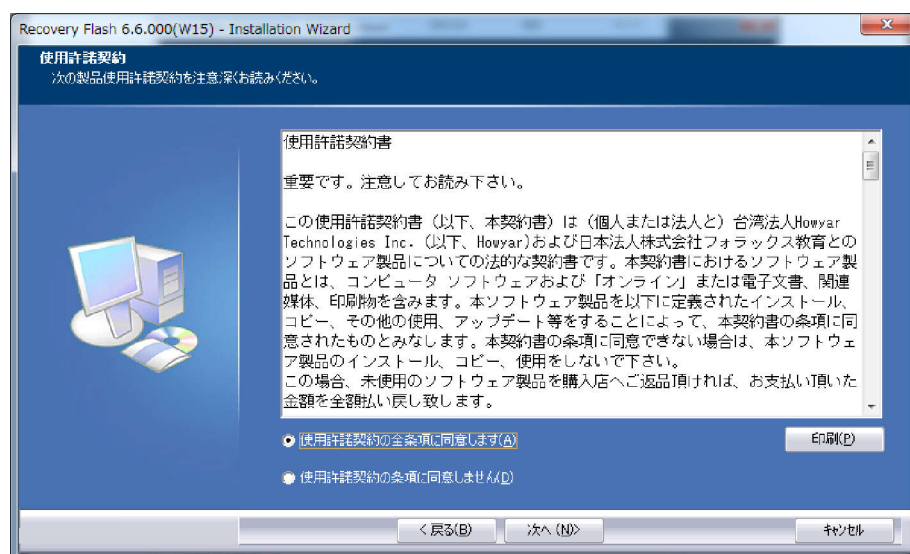 Recovery Flash 6.6.000(W15) - Installation Wizard
使用許諾契約
次の製品使用許諾契約を注意深くお読みください。
使用許諾契約書
重要です。注意してお読み下さい。
この使用許諾契約書（以下、本契約書）は（個人または法人と）台湾法人Howyar
Technologies Inc.（以下、Howyar)および日本法人株式会社フォラックス教育との
ソフトウェア製品についての法的な契約書です。本契約書におけるソフトウェア製
品とは、コンピュータ ソフトウェアおよび「オンライン」または電子文書、関連
媒体、印刷物を含みます。本ソフトウェア製品を以下に定義されたインストール、
コピー、その他の使用、アップデート等をすることによって、本契約書の条項に同
意されたものとみなします。本契約書の条項に同意できない場合は、本ソフトウェ
ア製品のインストール、コピー、使用をしないで下さい。
この場合、未使用のソフトウェア製品を購入店へご返品頂ければ、お支払い頂いた
金額を全額払い戻し致します。
使用許諾契約の全条項に同意します(A)
印刷(P)
使用許諾契約の条項に同意しません(D)
< 戻る(B)
次へ (N)>
キャンセル